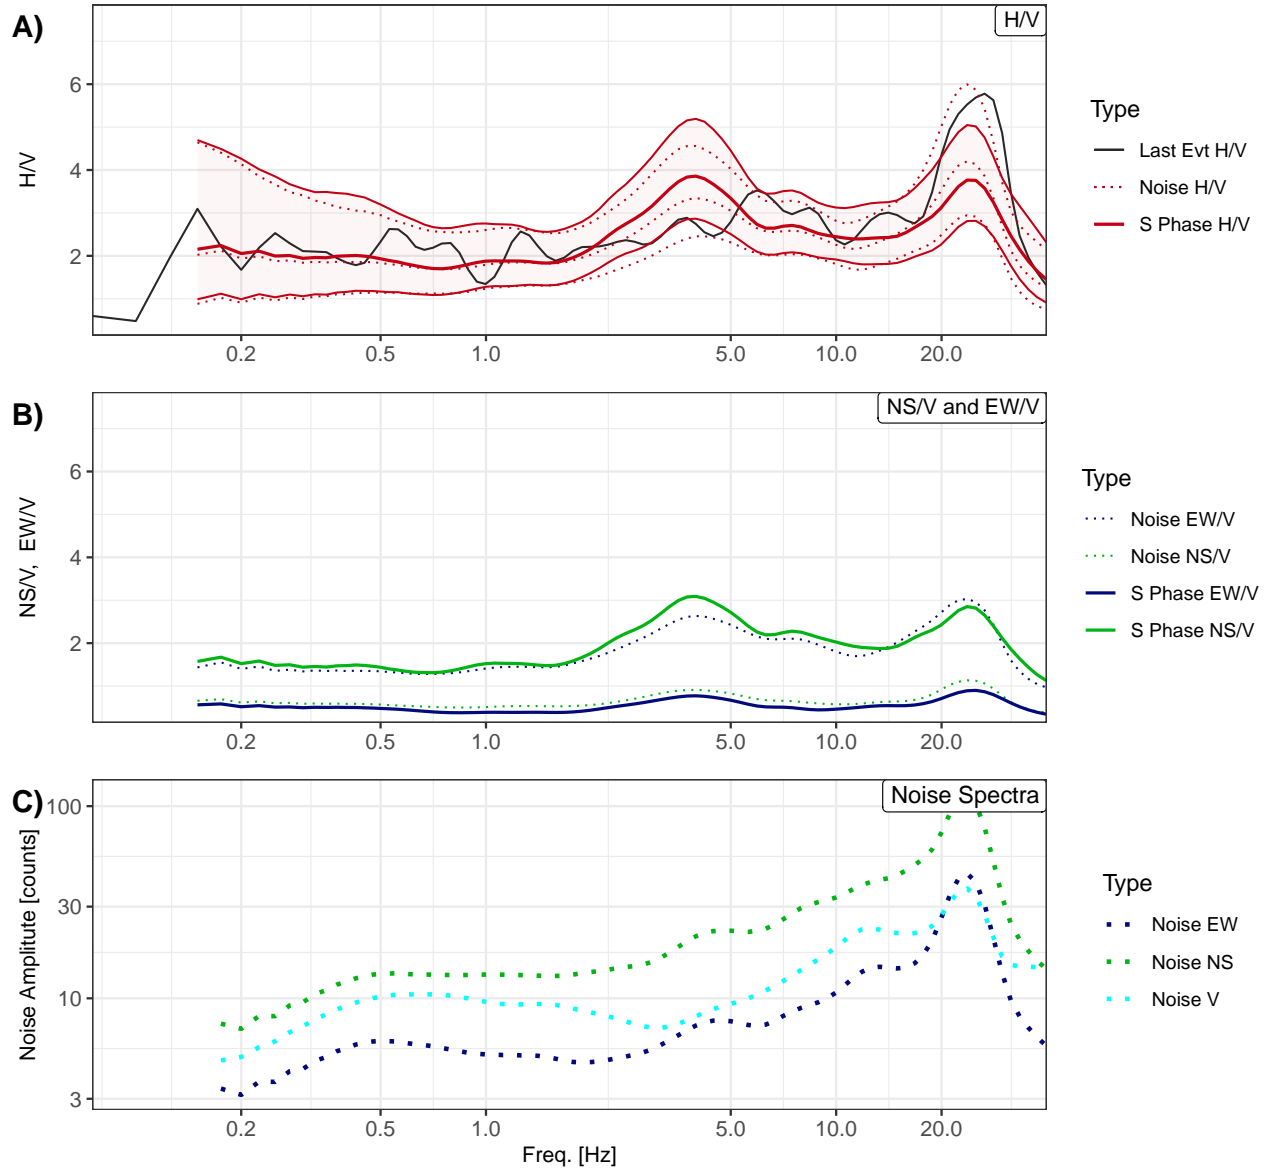 A)
H/V
H/V
6
4
2
0.2 0.5 1.0 5.0 10.0 20.0
Type
Last Evt H/V
Noise H/V
S Phase H/V
B)
NS/V and EW/V
NS/V, EW/V
6
4
2
0.2 0.5 1.0 5.0 10.0 20.0
Type
Noise EW/V
Noise NS/V
S Phase EW/V
S Phase NS/V
C)
Noise Spectra
Noise Amplitute [counts]
100
30
10
3
0.2 0.5 1.0 5.0 10.0 20.0
Freq. [Hz]
Type
Noise EW
Noise NS
Noise V